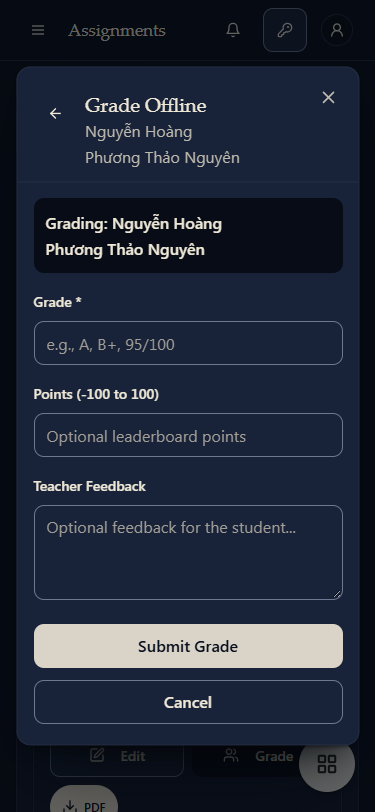 Assignments
Grade Offline
Nguyễn Hoàng
Phương Thảo Nguyên
Grading: Nguyễn Hoàng
Phương Thảo Nguyên
Grade *
e.g., A, B+, 95/100
Points (-100 to 100)
Optional leaderboard points
Teacher Feedback
Optional feedback for the student...
Submit Grade
Cancel
Edit
Grade
PDF